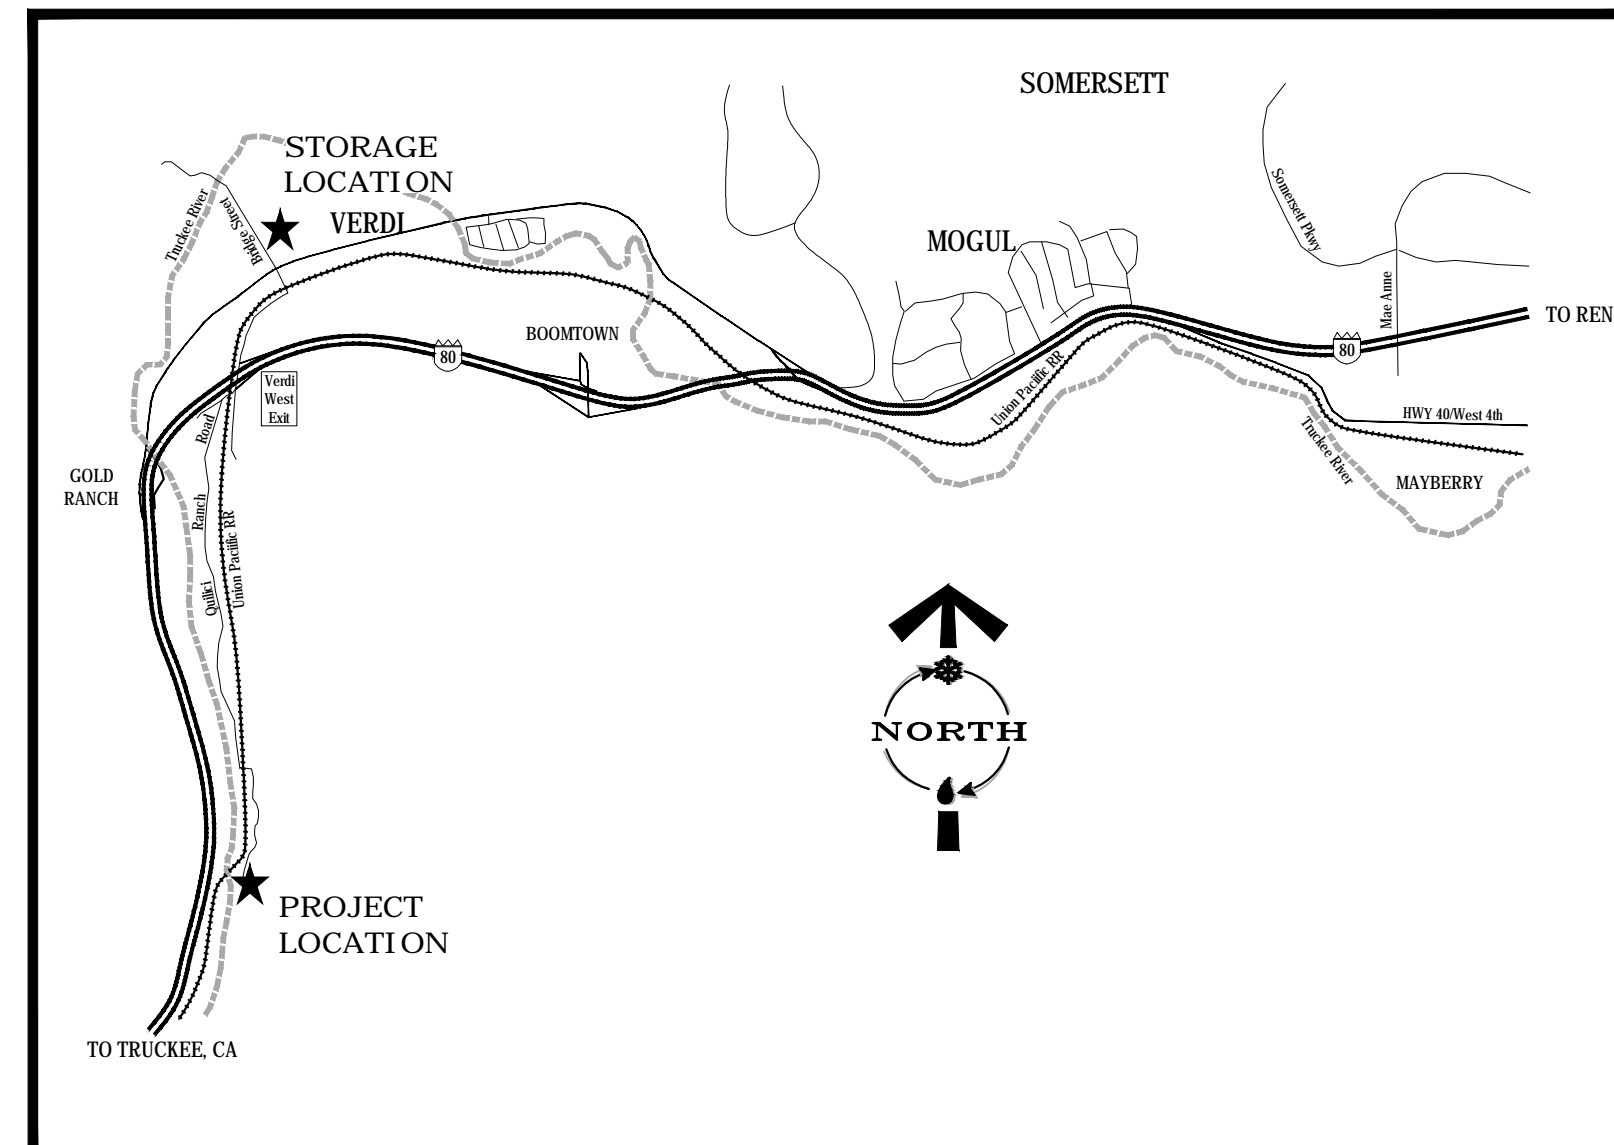 SOMERSETT
STORAGE
LOCATION
VERDI
Truckee River
Bridge Street
MOGUL
Somersett Pkwy
Mae Anne
TO REN
BOOMTOWN
80
80
Verdi
West
Exit
Union Paciific RR
HWY 40/West 4th
Truckee River
MAYBERRY
GOLD
RANCH
Quilici Ranch Road
Union Paciific RR
NORTH
PROJECT
LOCATION
TO TRUCKEE, CA